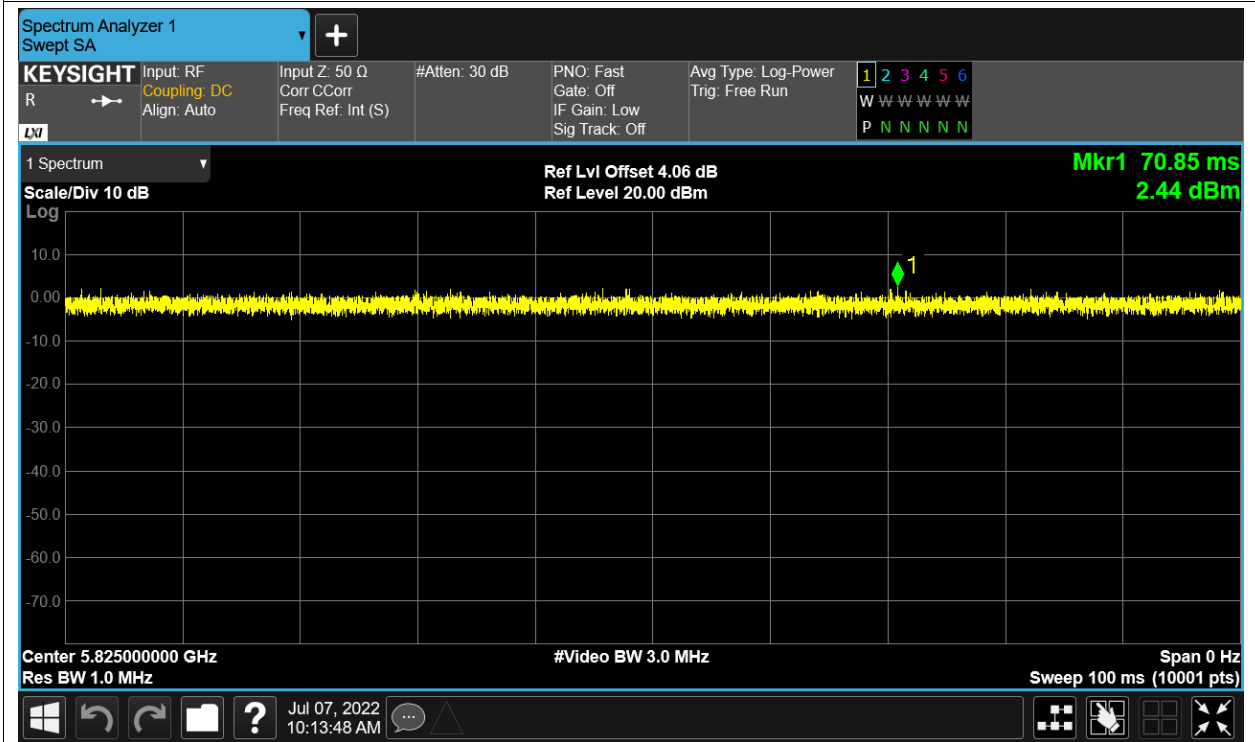 Spectrum Analyzer 1
Swept SA
+
KEYSIGHT
R
LXI
Input: RF
Coupling: DC
Align: Auto
Input Z: 50 Ω
Corr CCorr
Freq Ref: Int (S)
#Atten: 30 dB
PNO: Fast
Gate: Off
IF Gain: Low
Sig Track: Off
Avg Type: Log-Power
Trig: Free Run
1 2 3 4 5 6
W W W W W W
P N N N N N
1 Spectrum
Scale/Div 10 dB
Log
Ref Lvl Offset 4.06 dB
Ref Level 20.00 dBm
Mkr1 70.85 ms
2.44 dBm
10.0
1
0.00
-10.0
-20.0
-30.0
-40.0
-50.0
-60.0
-70.0
Center 5.825000000 GHz
Res BW 1.0 MHz
#Video BW 3.0 MHz
Span 0 Hz
Sweep 100 ms (10001 pts)
?
Jul 07, 2022
10:13:48 AM